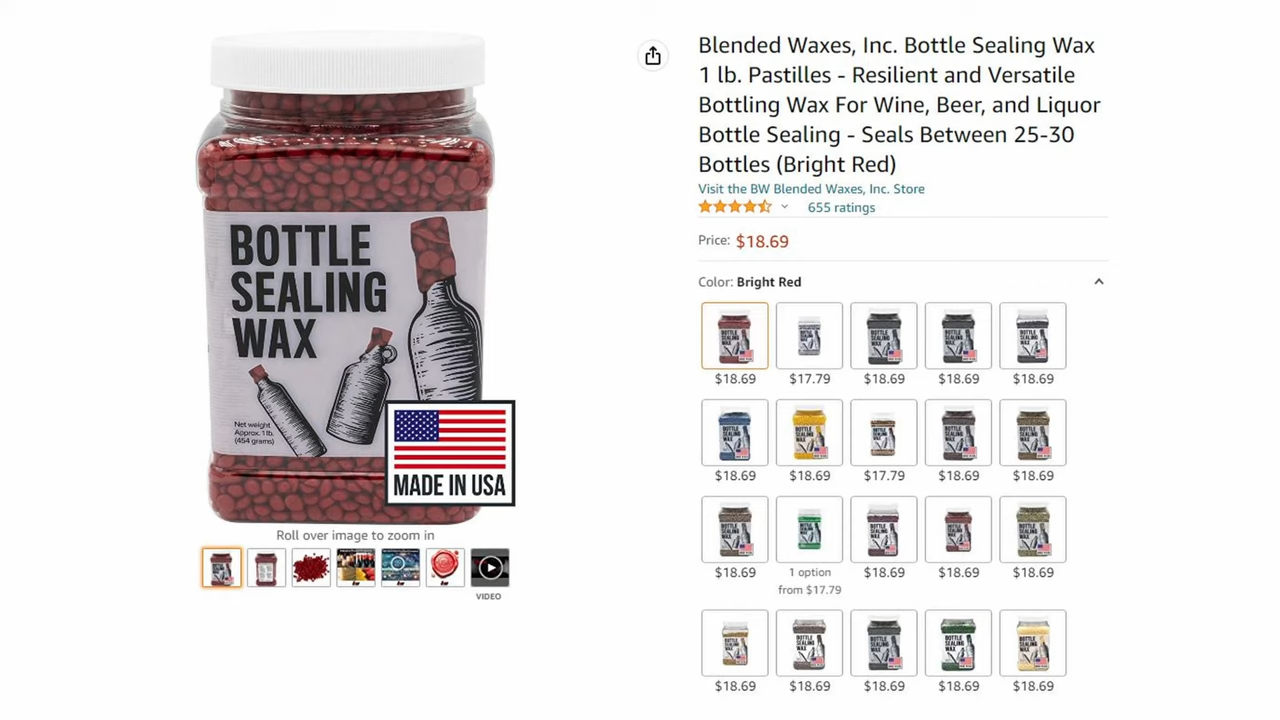 BOTTLE
SEALING
WAX
Net weight
Approx. 1 lb.
(454 grams)
MADE IN USA
Roll over image to zoom in
VIDEO
Blended Waxes, Inc. Bottle Sealing Wax
1 lb. Pastilles - Resilient and Versatile
Bottling Wax For Wine, Beer, and Liquor
Bottle Sealing - Seals Between 25-30
Bottles (Bright Red)
Visit the BW Blended Waxes, Inc. Store
655 ratings
Price: $18.69
Color: Bright Red
$18.69 $17.79 $18.69 $18.69 $18.69
$18.69 $18.69 $17.79 $18.69 $18.69
$18.69 1 option $18.69 $18.69 $18.69
from $17.79
$18.69 $18.69 $18.69 $18.69 $18.69